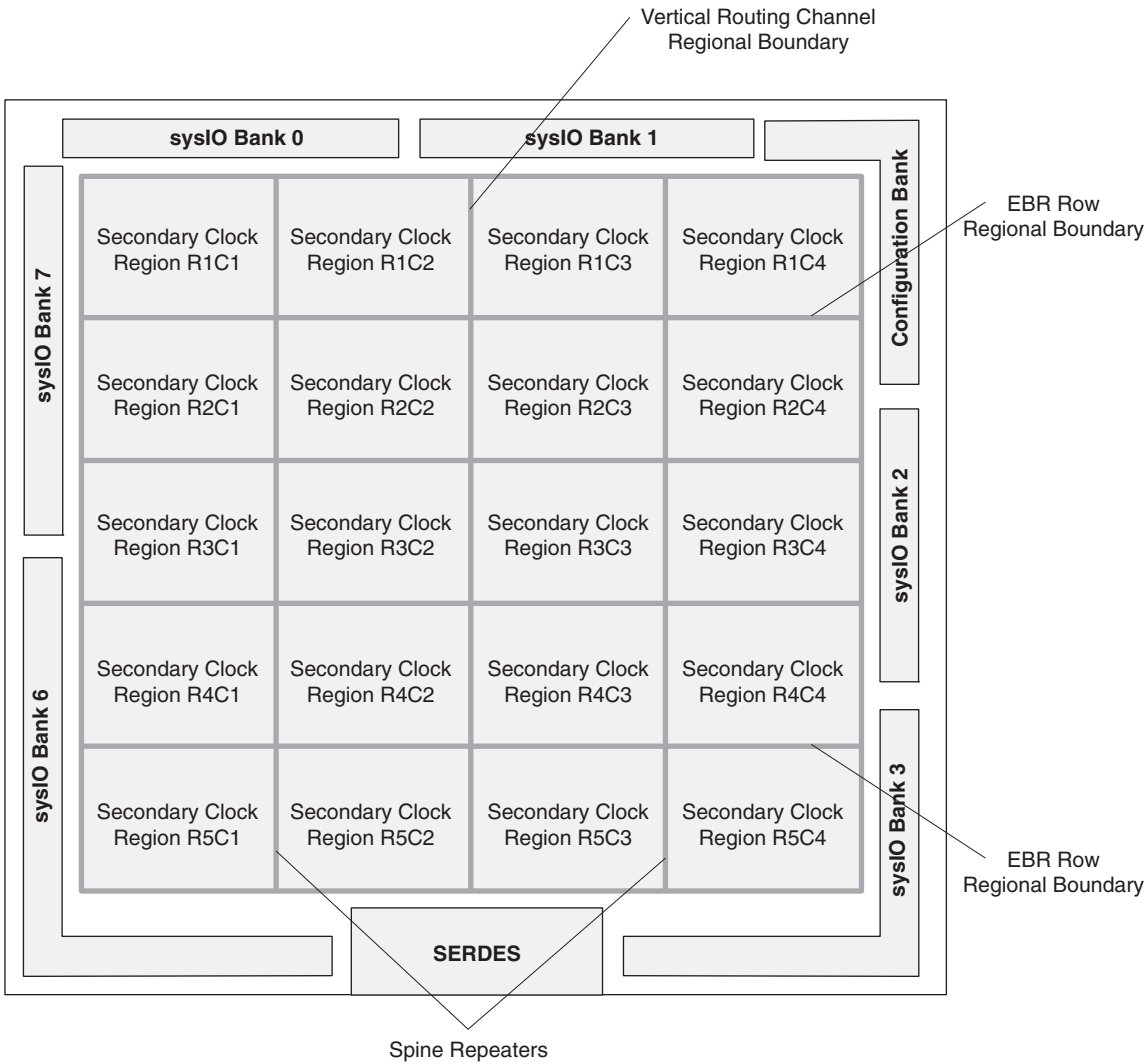 Vertical Routing Channel
Regional Boundary
sysIO Bank 0
sysIO Bank 1
Configuration Bank
sysIO Bank 7
EBR Row
Regional Boundary
Secondary Clock
Region R1C1
Secondary Clock
Region R1C2
Secondary Clock
Region R1C3
Secondary Clock
Region R1C4
Secondary Clock
Region R2C1
Secondary Clock
Region R2C2
Secondary Clock
Region R2C3
Secondary Clock
Region R2C4
sysIO Bank 2
Secondary Clock
Region R3C1
Secondary Clock
Region R3C2
Secondary Clock
Region R3C3
Secondary Clock
Region R3C4
sysIO Bank 6
Secondary Clock
Region R4C1
Secondary Clock
Region R4C2
Secondary Clock
Region R4C3
Secondary Clock
Region R4C4
sysIO Bank 3
Secondary Clock
Region R5C1
Secondary Clock
Region R5C2
Secondary Clock
Region R5C3
Secondary Clock
Region R5C4
EBR Row
Regional Boundary
SERDES
Spine Repeaters